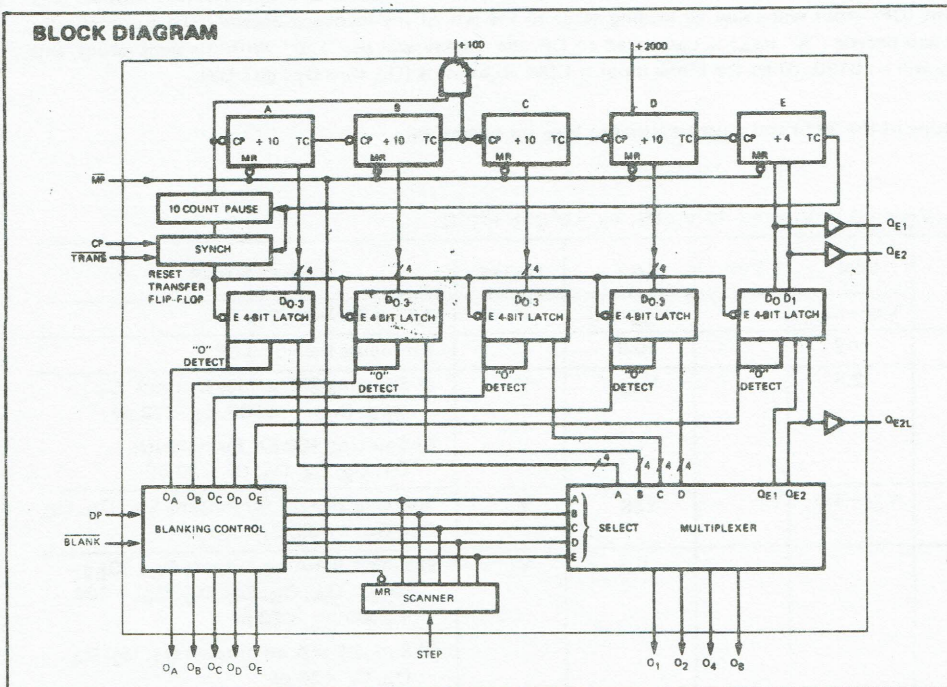 BLOCK DIAGRAM
÷100
÷2000
A
B
C
D
E
CP ÷ 10 TC
MR
CP ÷ 10 TC
MR
CP ÷ 10 TC
CP ÷ 10 TC
MR
CP ÷ 4 TC
MR
MR
10 COUNT PAUSE
CP
TRANS
SYNCH
RESET
TRANSFER
FLIP-FLOP
QE1
QE2
4
4
4
4
D0-3
E 4-BIT LATCH
D0-3
E 4-BIT LATCH
D0-3
E 4-BIT LATCH
D0-3
E 4-BIT LATCH
D0 D1
E 4-BIT LATCH
"O"
DETECT
"O"
DETECT
"O"
DETECT
"O"
DETECT
"O"
DETECT
QE2L
4
4
4
4
OA OB OC OD OE
A B C D QE1 QE2
DP
BLANK
BLANKING CONTROL
A
B
C
D
E
SELECT
MULTIPLEXER
MR
SCANNER
STEP
OA OB OC OD OE
O1 O2 O4 O8